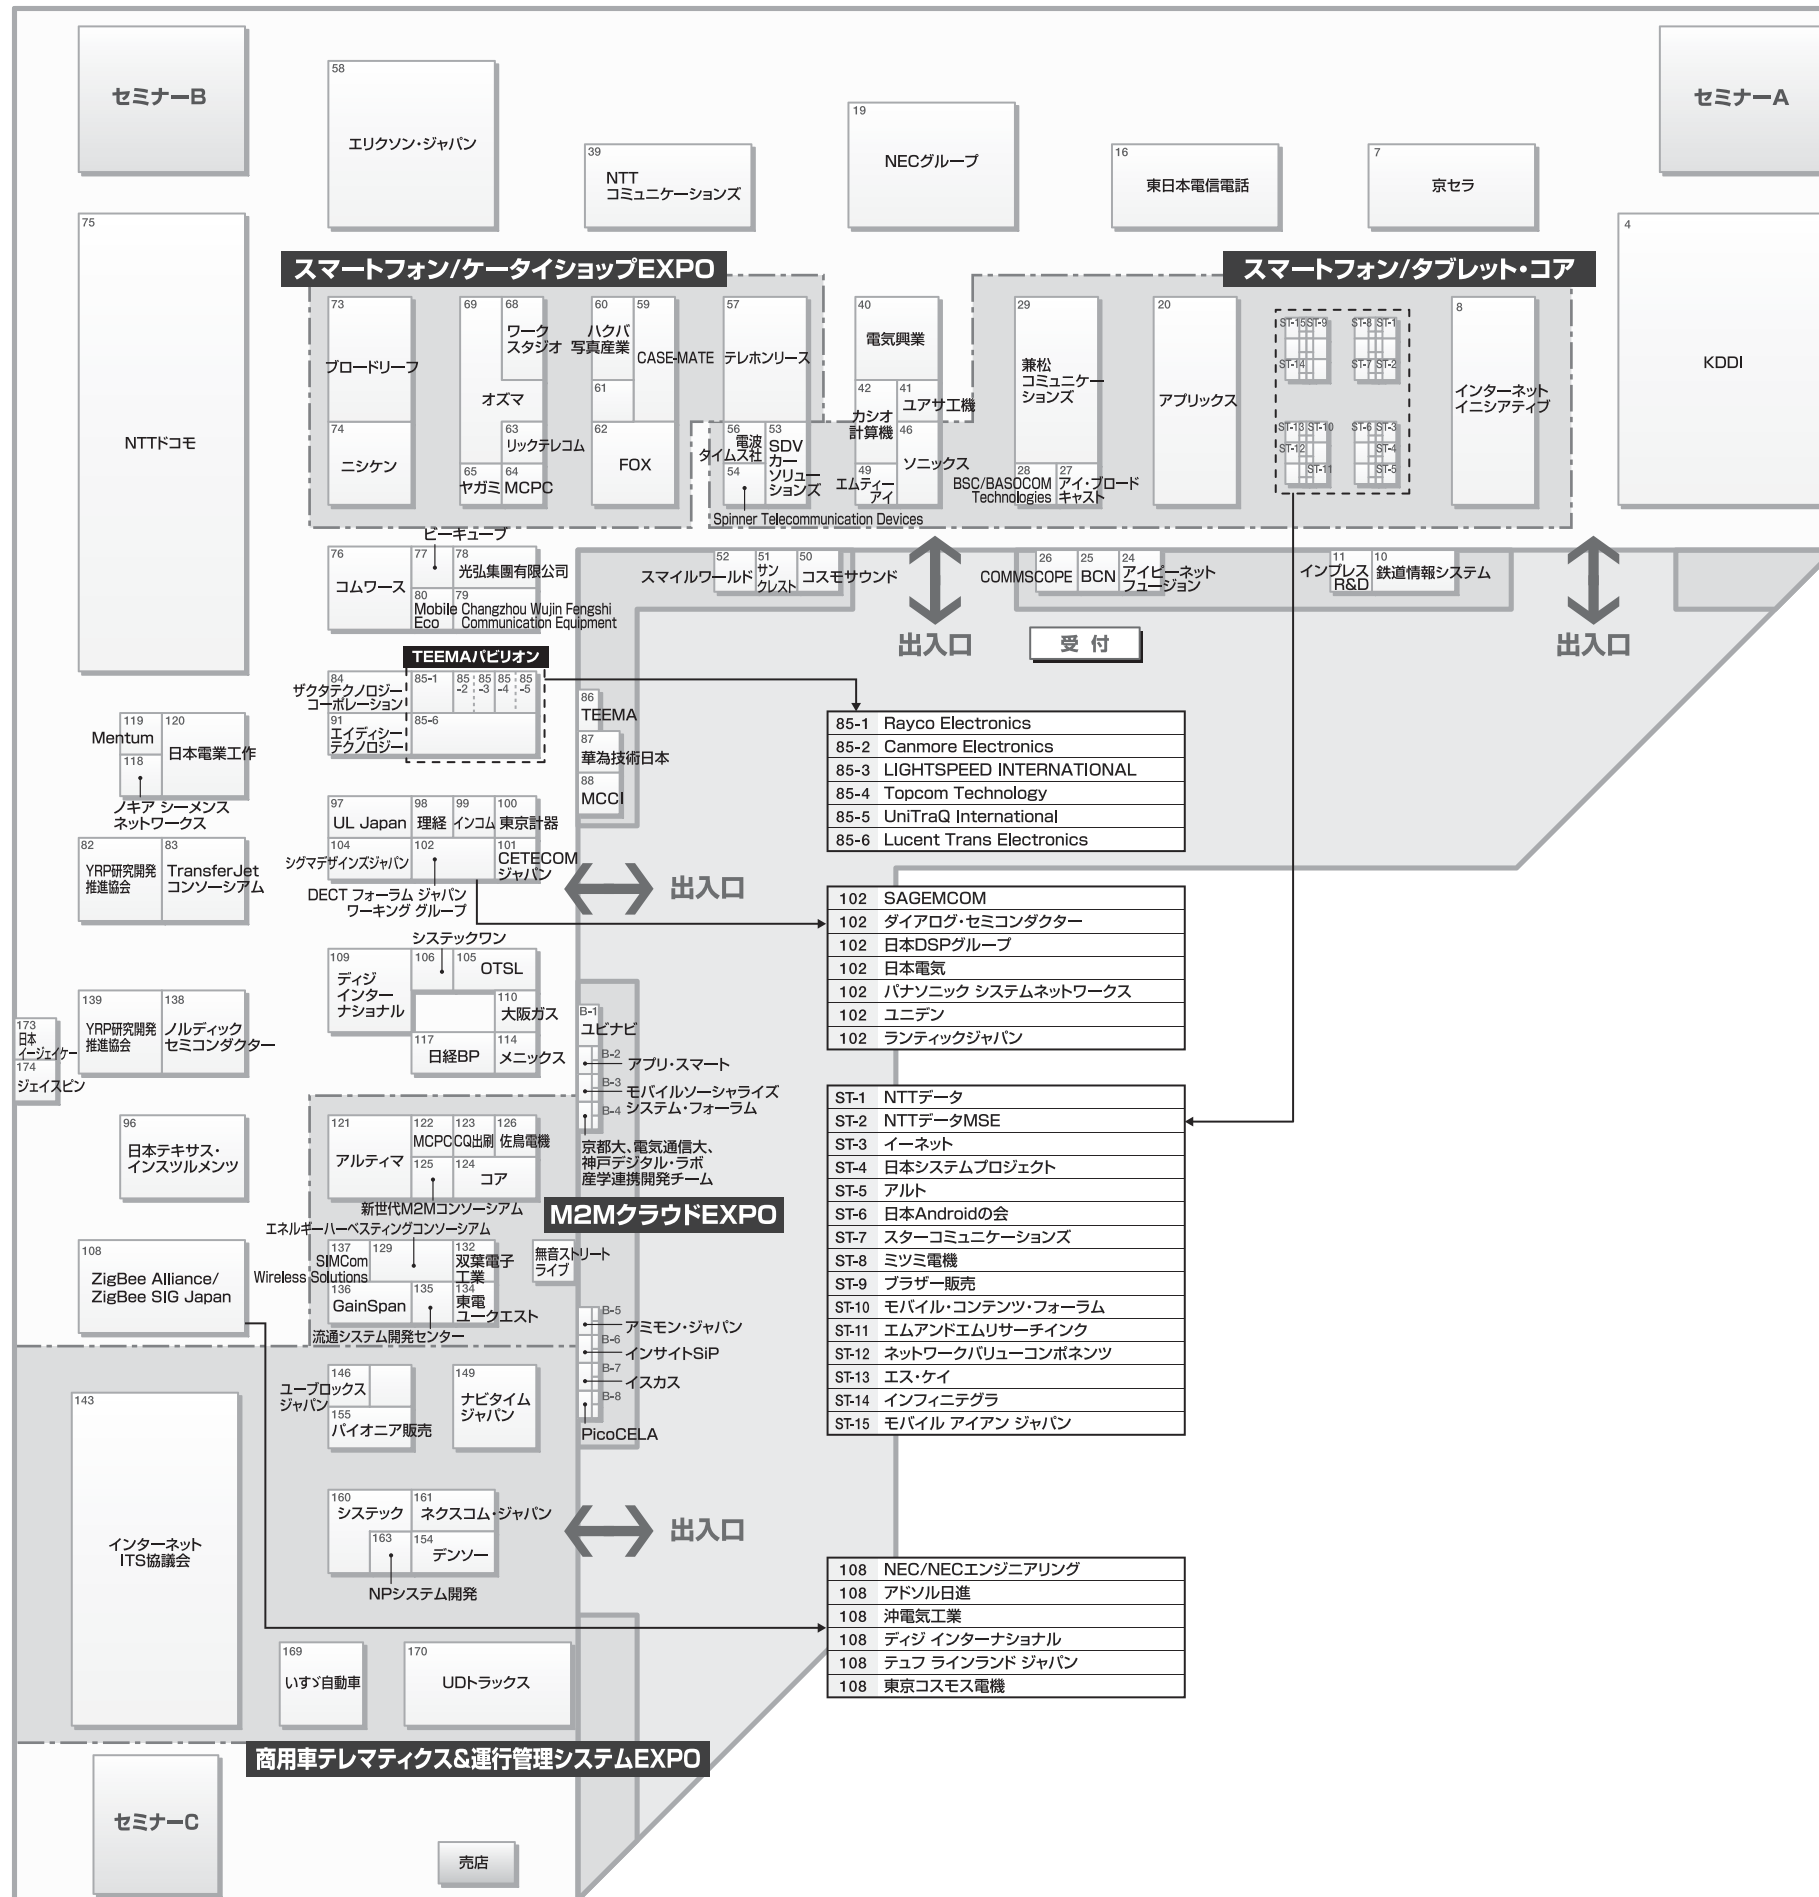 セミナーB
58
エリクソン・ジャパン
39
NTT
コミュニケーションズ
19
NECグループ
16
東日本電信電話
7
京セラ
セミナーA
75
NTTドコモ
4
KDDI
スマートフォン/ケータイショップEXPO
スマートフォン/タブレット・コア
73
ブロードリーフ
74
ニシケン
69
オズマ
68
ワーク
スタジオ
63
リックテレコム
65
ヤガミ
64
MCPC
60
ハクバ
写真産業
59
CASE-MATE
61
62
FOX
57
テレホンリース
56
電波
タイムス社
53
SDV
カー
ソリュー
ションズ
54
Spinner Telecommunication Devices
40
電気興業
42
カシオ
計算機
41
ユアサ工機
46
ソニックス
49
エムティー
アイ
29
兼松
コミュニケー
ションズ
28
BSC/BASOCOM
Technologies
27
アイ・ブロード
キャスト
20
アプリックス
ST-15
ST-9
ST-14
ST-8
ST-1
ST-7
ST-2
ST-13
ST-10
ST-12
ST-11
ST-6
ST-3
ST-4
ST-5
8
インターネット
イニシアティブ
ビーキューブ
76
コムワース
77
78
光弘集團有限公司
80
Mobile
Eco
79
Changzhou Wujin Fengshi
Communication Equipment
52
スマイルワールド
51
サン
クレスト
50
コスモサウンド
26
COMMSCOPE
25
BCN
24
アイピーネット
フュージョン
11
インプレス
R&D
10
鉄道情報システム
出入口
受 付
出入口
TEEMAパビリオン
84
ザクタテクノロジー
コーポレーション
85-1
85
-2
85
-3
85
-4
85
-5
91
エイディシー
テクノロジー
85-6
86
TEEMA
87
華為技術日本
88
MCCI
85-1 Rayco Electronics
85-2 Canmore Electronics
85-3 LIGHTSPEED INTERNATIONAL
85-4 Topcom Technology
85-5 UniTraQ International
85-6 Lucent Trans Electronics
119
Mentum
120
日本電業工作
118
ノキア シーメンス
ネットワークス
97
UL Japan
98
理経
99
インコム
100
東京計器
104
シグマデザインズジャパン
102
101
CETECOM
ジャパン
DECT フォーラム ジャパン
ワーキング グループ
出入口
82
YRP研究開発
推進協会
83
TransferJet
コンソーシアム
102 SAGEMCOM
102 ダイアログ・セミコンダクター
102 日本DSPグループ
102 日本電気
102 パナソニック システムネットワークス
102 ユニデン
102 ランティックジャパン
システックワン
109
ディジ
インター
ナショナル
106
105
OTSL
110
大阪ガス
117
日経BP
114
メニックス
139
YRP研究開発
推進協会
138
ノルディック
セミコンダクター
173
日本
イージェイケー
174
ジェイスピン
B-1
ユビナビ
B-2
アプリ・スマート
B-3
モバイルソーシャライズ
システム・フォーラム
B-4
京都大、電気通信大、
神戸デジタル・ラボ
産学連携開発チーム
ST-1 NTTデータ
ST-2 NTTデータMSE
ST-3 イーネット
ST-4 日本システムプロジェクト
ST-5 アルト
ST-6 日本Androidの会
ST-7 スターコミュニケーションズ
ST-8 ミツミ電機
ST-9 ブラザー販売
ST-10 モバイル・コンテンツ・フォーラム
ST-11 エムアンドエムリサーチインク
ST-12 ネットワークバリューコンポネンツ
ST-13 エス・ケイ
ST-14 インフィニテグラ
ST-15 モバイル アイアン ジャパン
96
日本テキサス・
インスツルメンツ
121
アルティマ
122
MCPC
123
CQ出版
126
佐鳥電機
125
124
コア
新世代M2Mコンソーシアム
M2MクラウドEXPO
エネルギーハーベスティングコンソーシアム
137
SIMCom
Wireless Solutions
129
132
双葉電子
工業
136
GainSpan
135
134
東電
ユークエスト
流通システム開発センター
無音ストリート
ライブ
108
ZigBee Alliance/
ZigBee SIG Japan
B-5
アミモン・ジャパン
B-6
インサイトSiP
B-7
イスカス
B-8
PicoCELA
143
インターネット
ITS協議会
146
ユーブロックス
ジャパン
155
パイオニア販売
149
ナビタイム
ジャパン
160
システック
161
ネクスコム・ジャパン
163
154
デンソー
NPシステム開発
出入口
108 NEC/NECエンジニアリング
108 アドソル日進
108 沖電気工業
108 ディジ インターナショナル
108 テュフ ラインランド ジャパン
108 東京コスモス電機
169
いすゞ自動車
170
UDトラックス
商用車テレマティクス&運行管理システムEXPO
セミナーC
売店